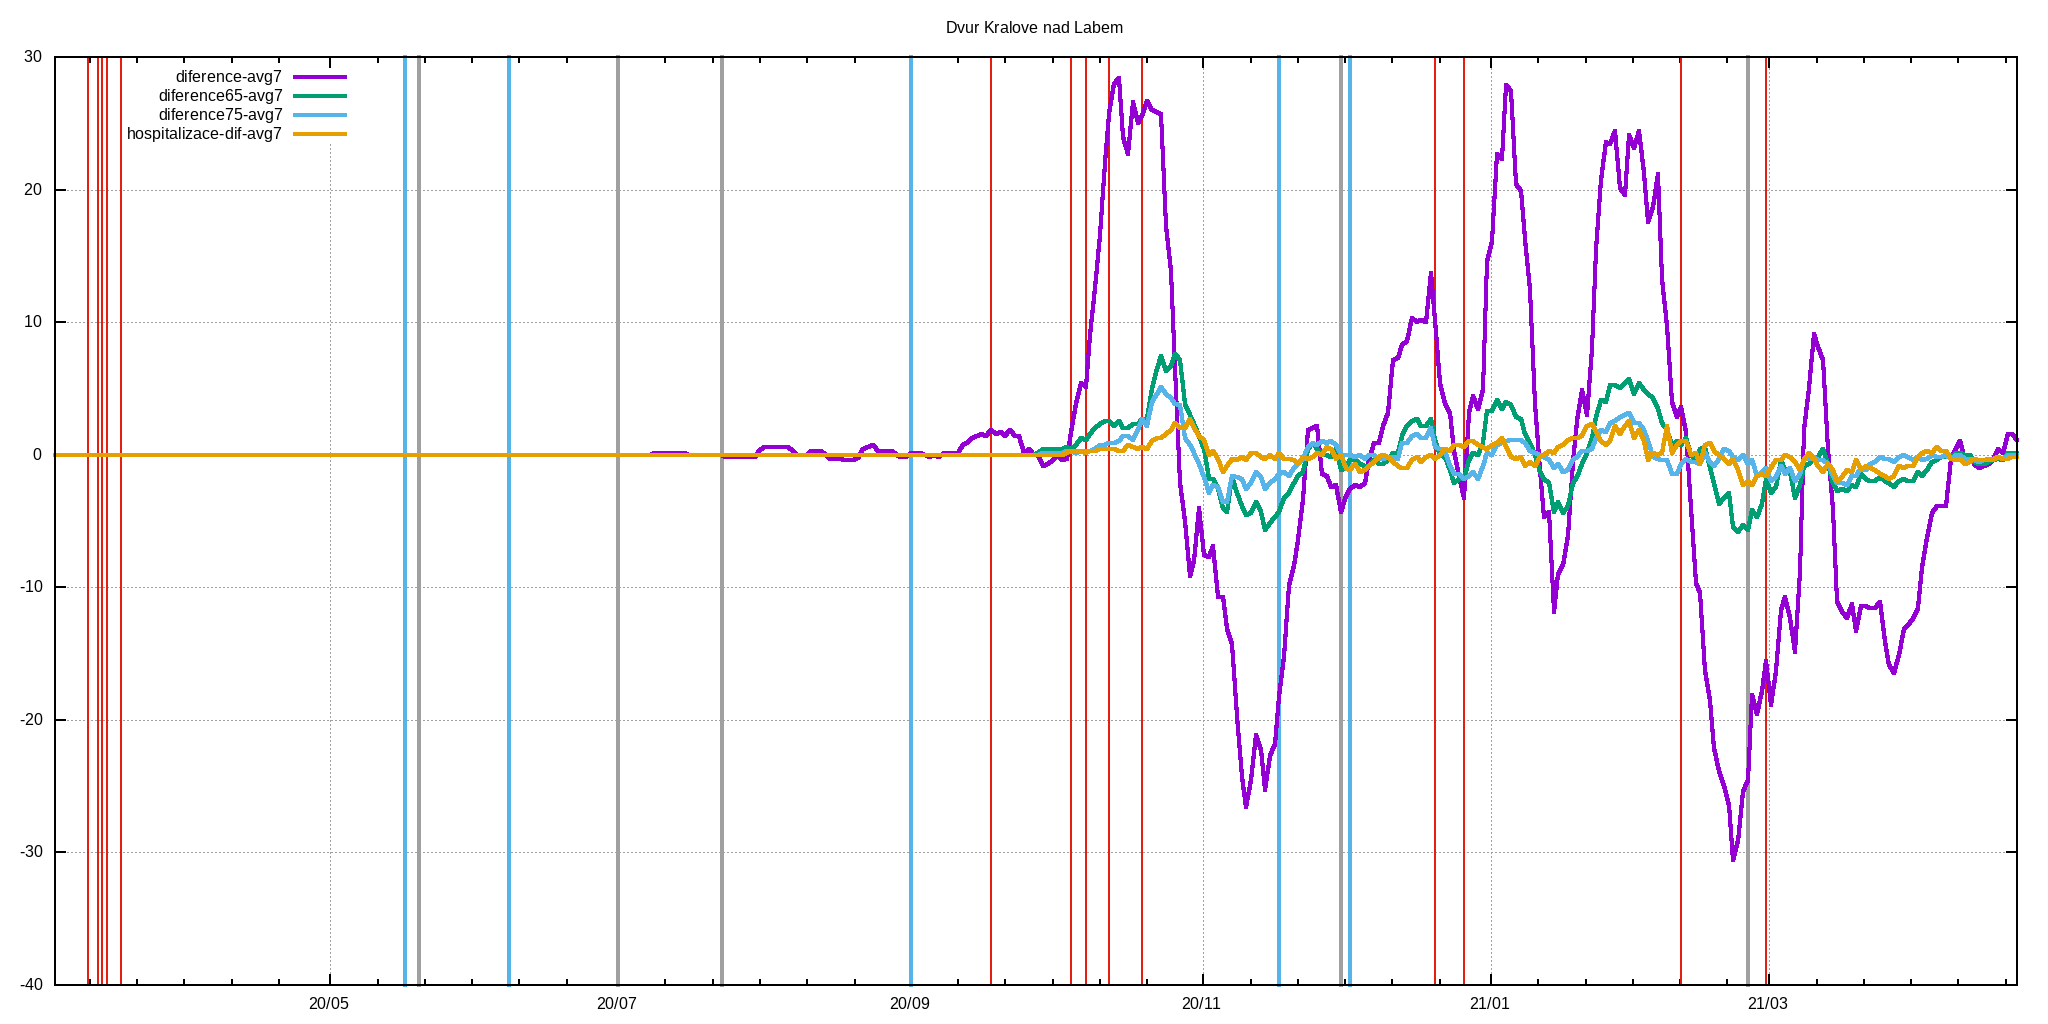 Dvur Kralove nad Labem
diference-avg7
diference65-avg7
diference75-avg7
hospitalizace-dif-avg7
30
20
10
0
-10
-20
-30
-40
20/05 20/07 20/09 20/11 21/01 21/03